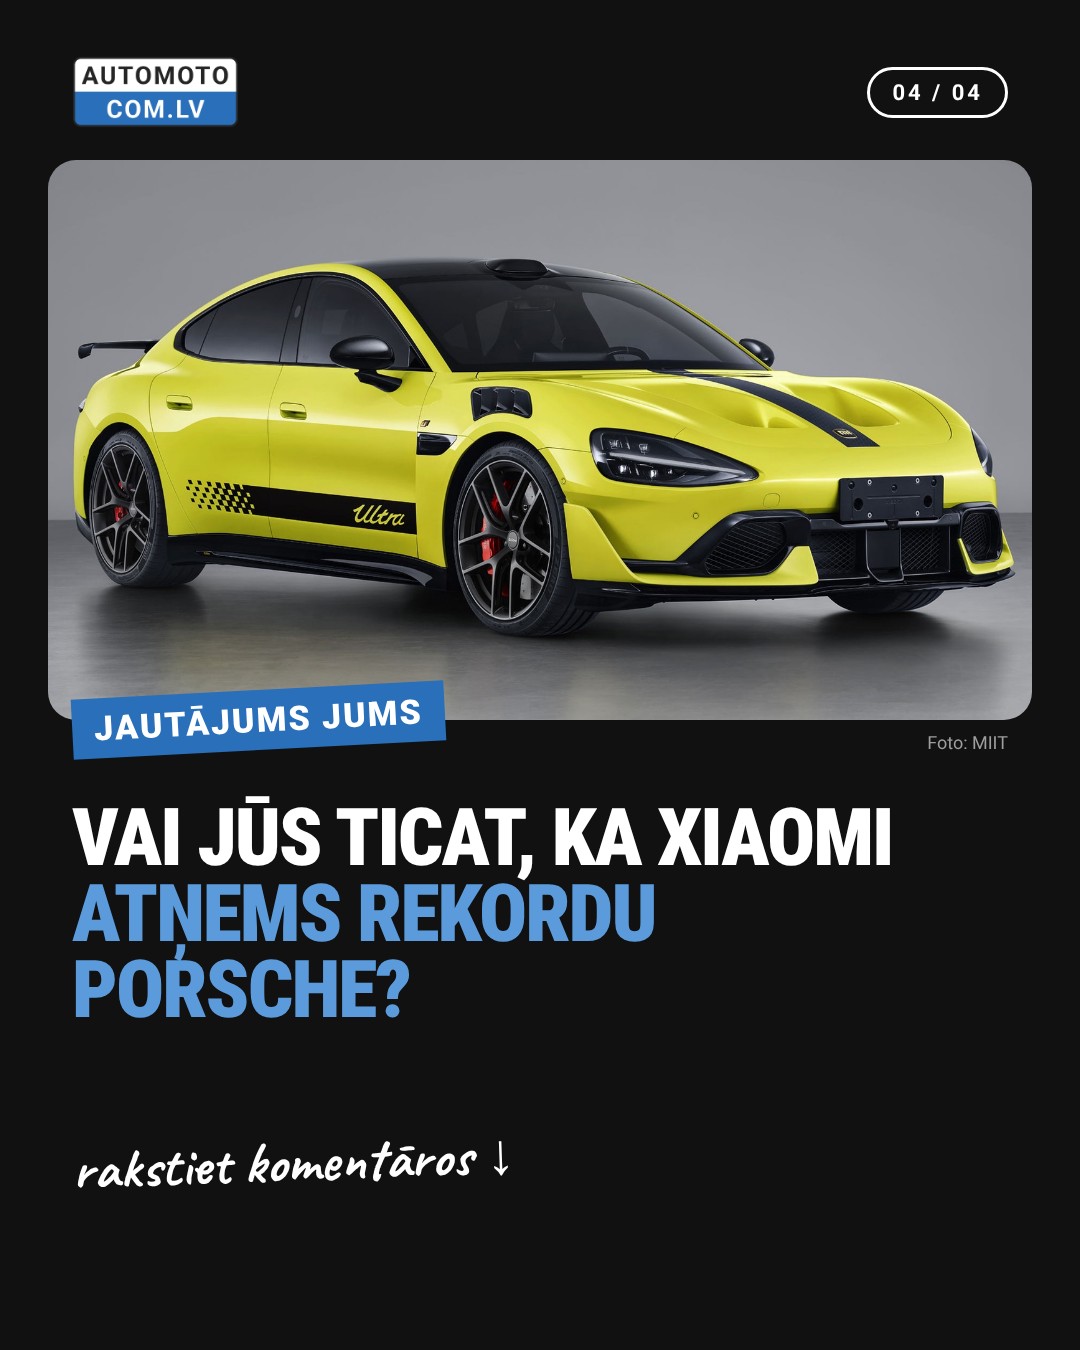 AUTOMOTO
COM.LV
04 / 04
Ultra
JAUTĀJUMS JUMS
Foto: MIIT
VAI JŪS TICAT, KA XIAOMI
ATŅEMS REKORDU
PORSCHE?
rakstiet komentāros ↓